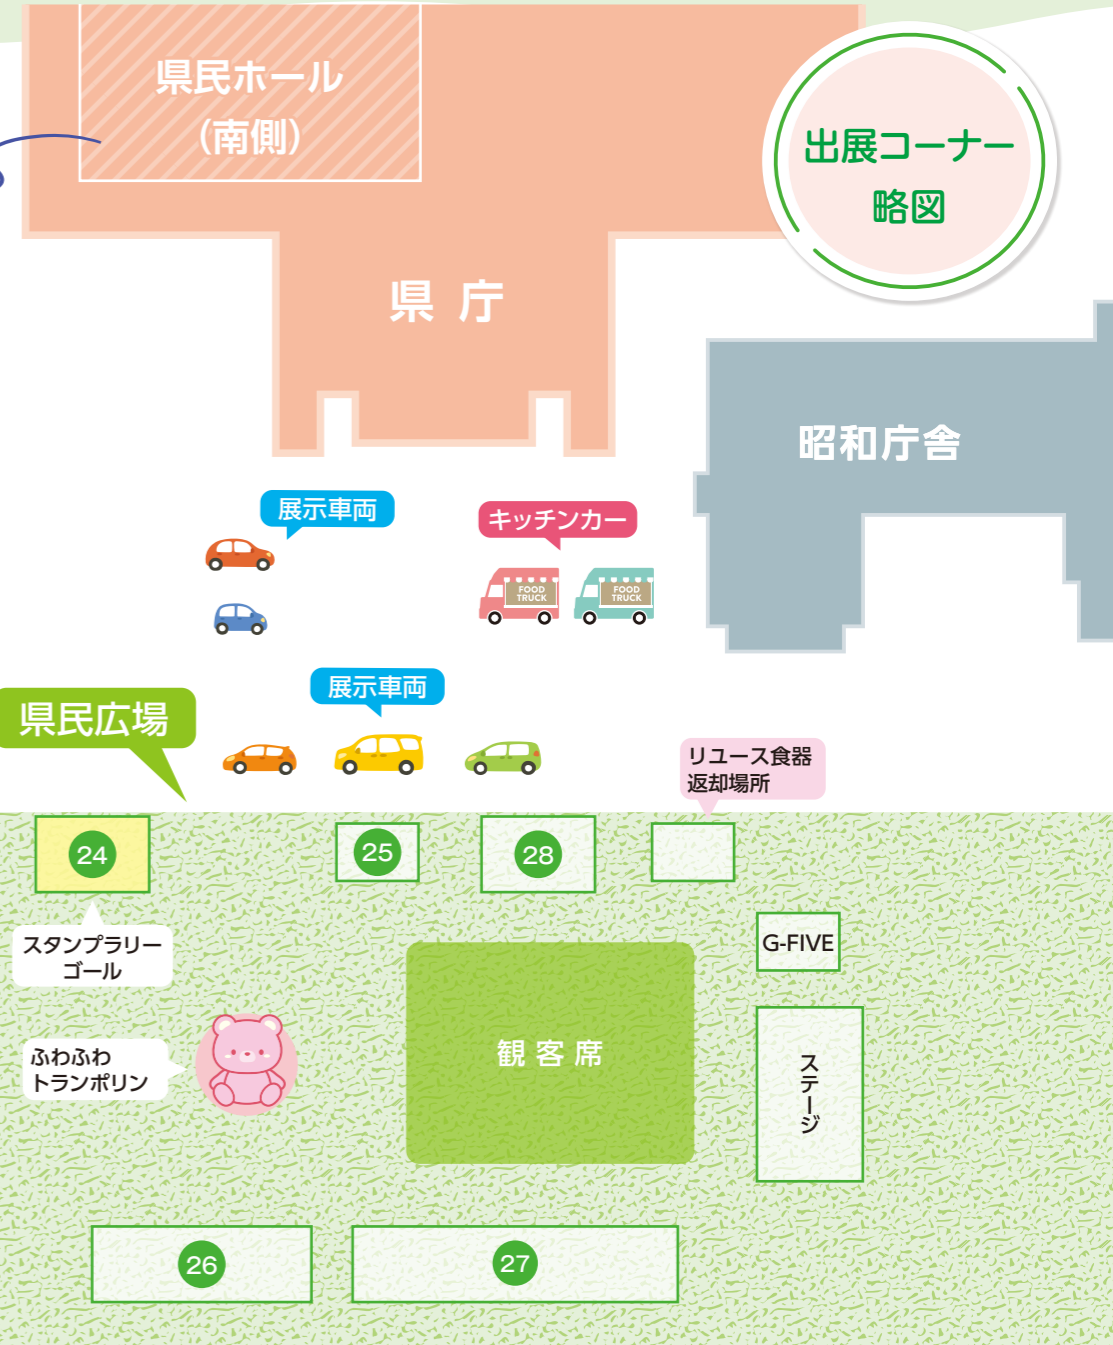 県民ホール
（南側）
出展コーナー
略図
県 庁
昭和庁舎
展示車両
キッチンカー
FOOD
TRUCK
FOOD
TRUCK
展示車両
県民広場
リユース食器
返却場所
24
25
28
スタンプラリー
ゴール
G-FIVE
観客席
ステージ
ふわふわ
トランポリン
26
27